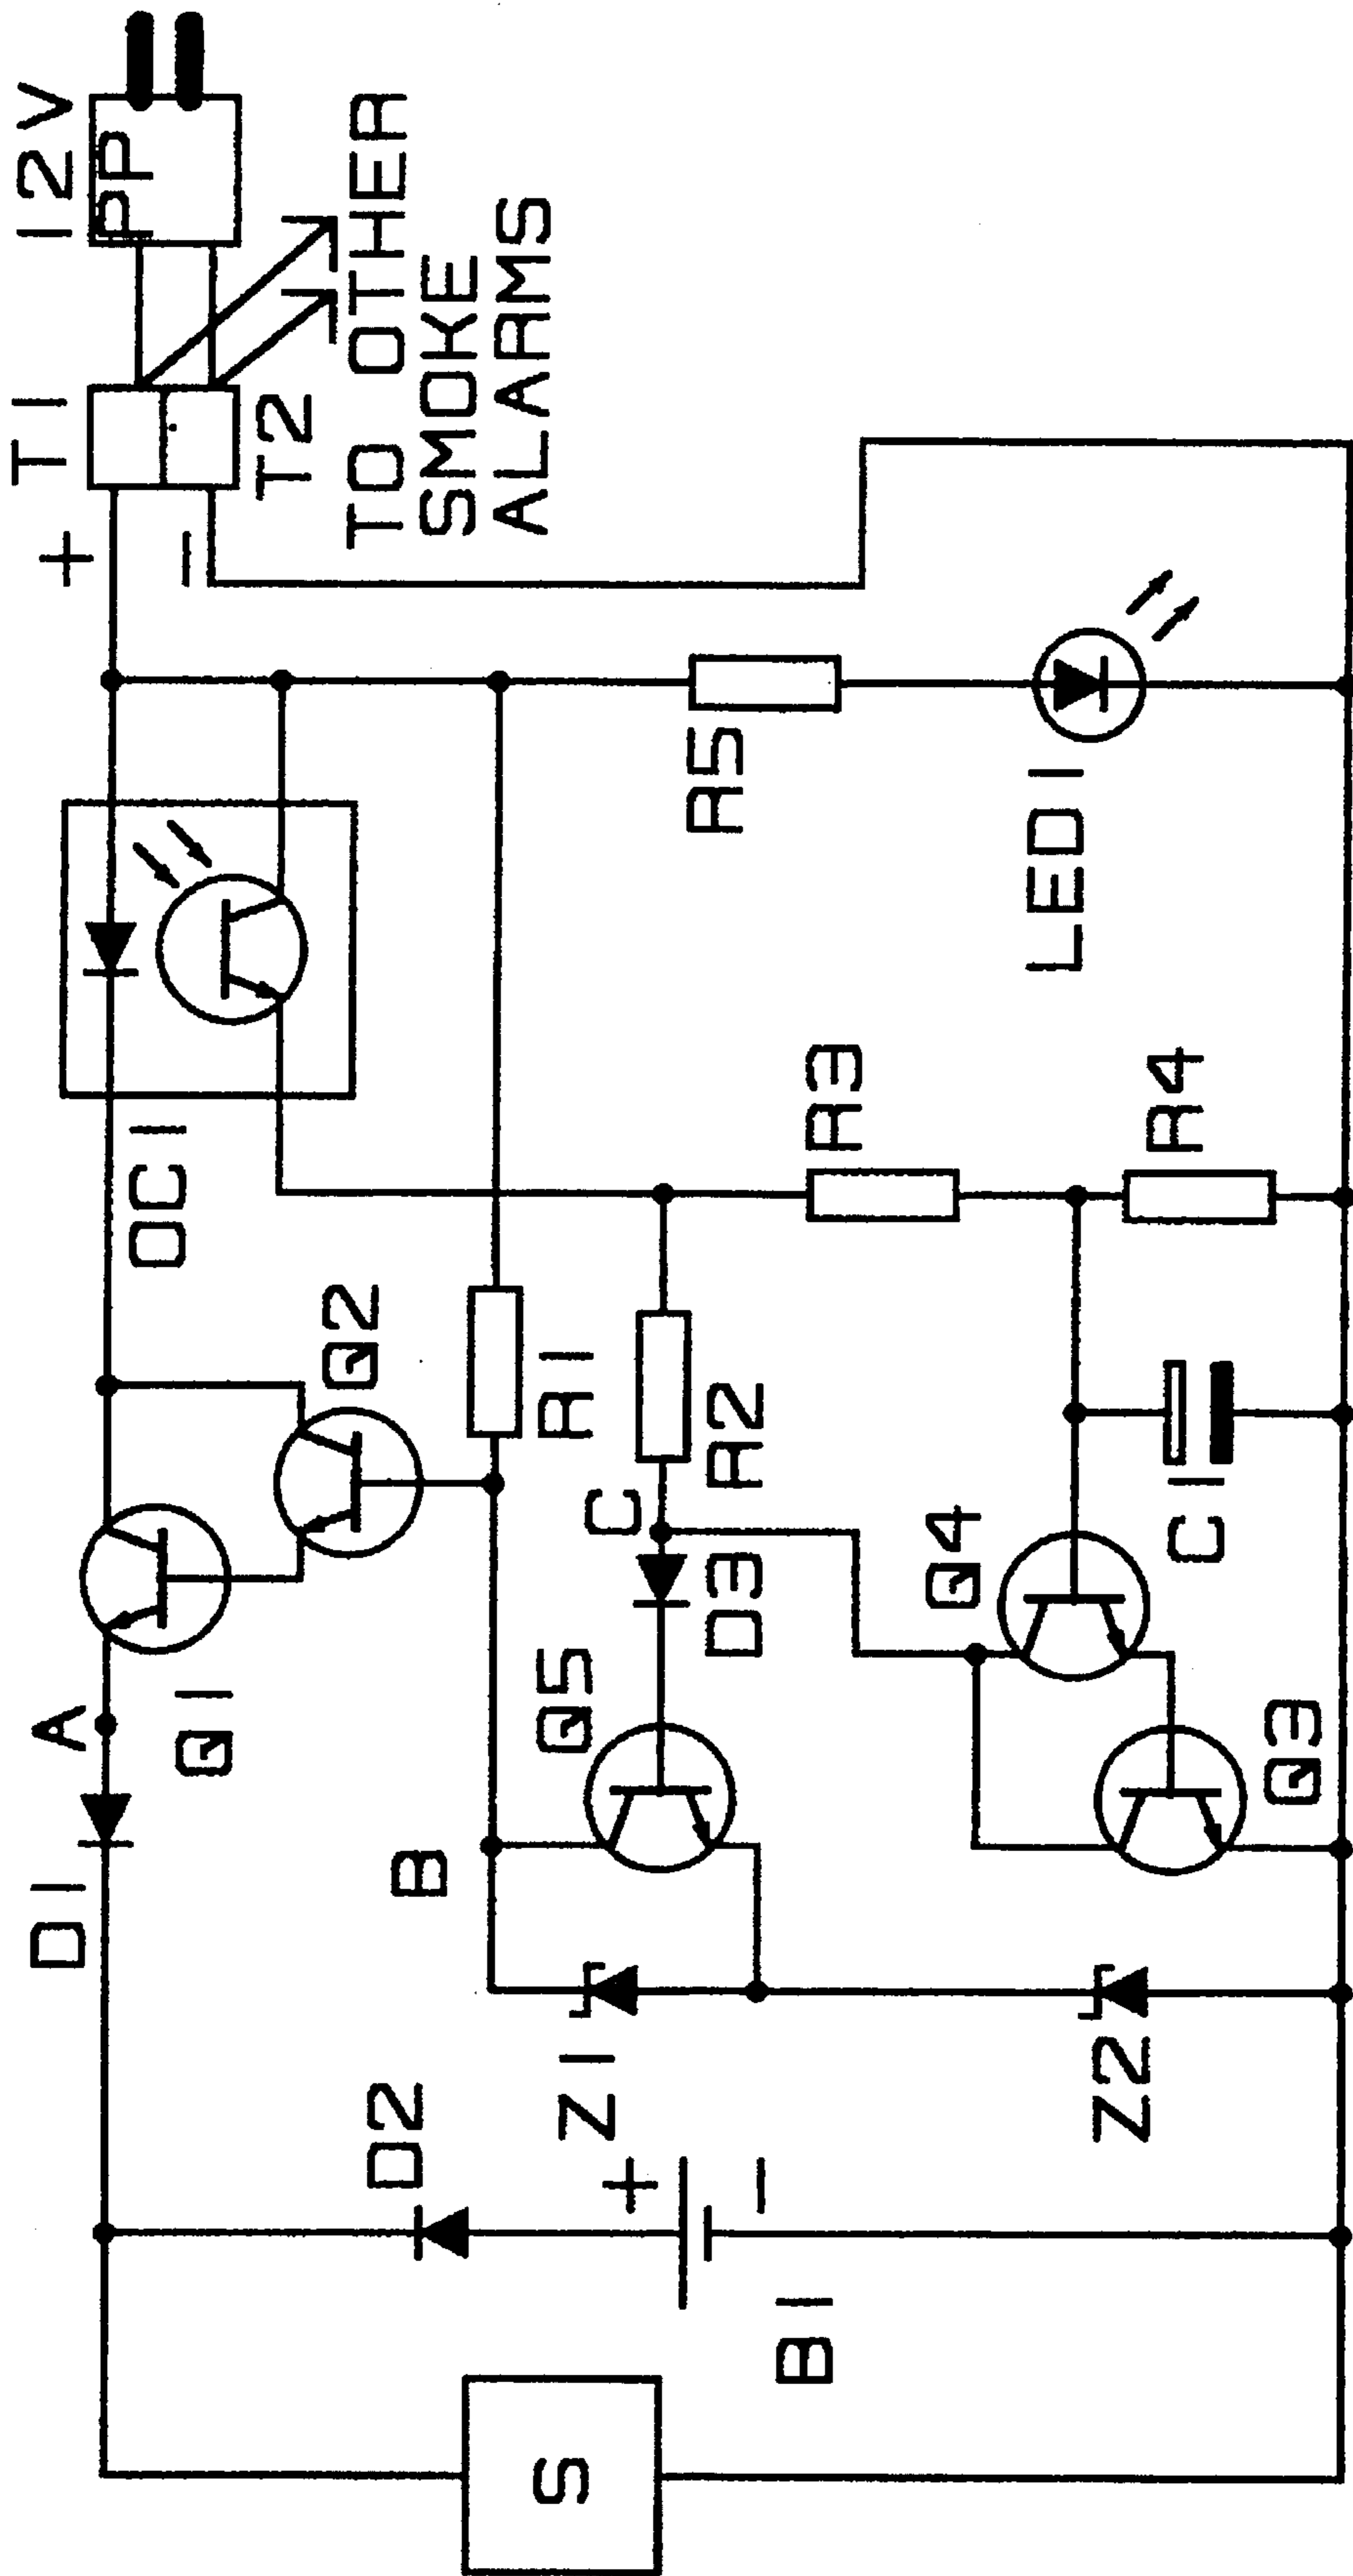 12V
PP
T1
T2
TO OTHER
SMOKE
ALARMS
+
−
R5
LED1
OC1
R3
R4
Q2
R1
R2
C
D3
Q4
C1
Q5
Q3
A
Q1
D1
B
Z1
Z2
D2
+
−
B1
S